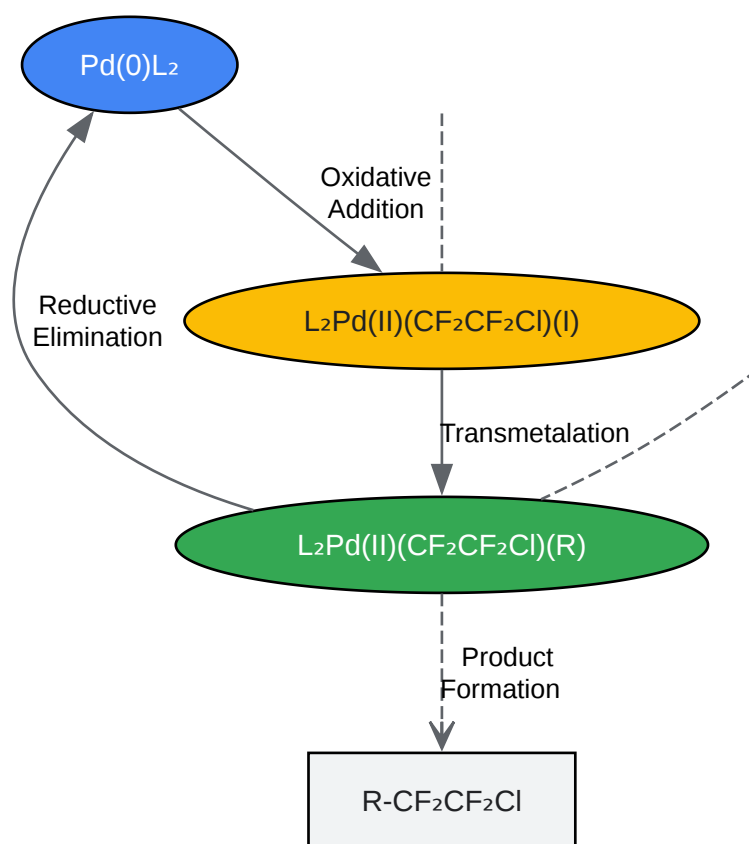 Pd(0)L₂
Oxidative
Addition
L₂Pd(II)(CF₂CF₂Cl)(I)
Reductive
Elimination
Transmetalation
L₂Pd(II)(CF₂CF₂Cl)(R)
Product
Formation
R-CF₂CF₂Cl